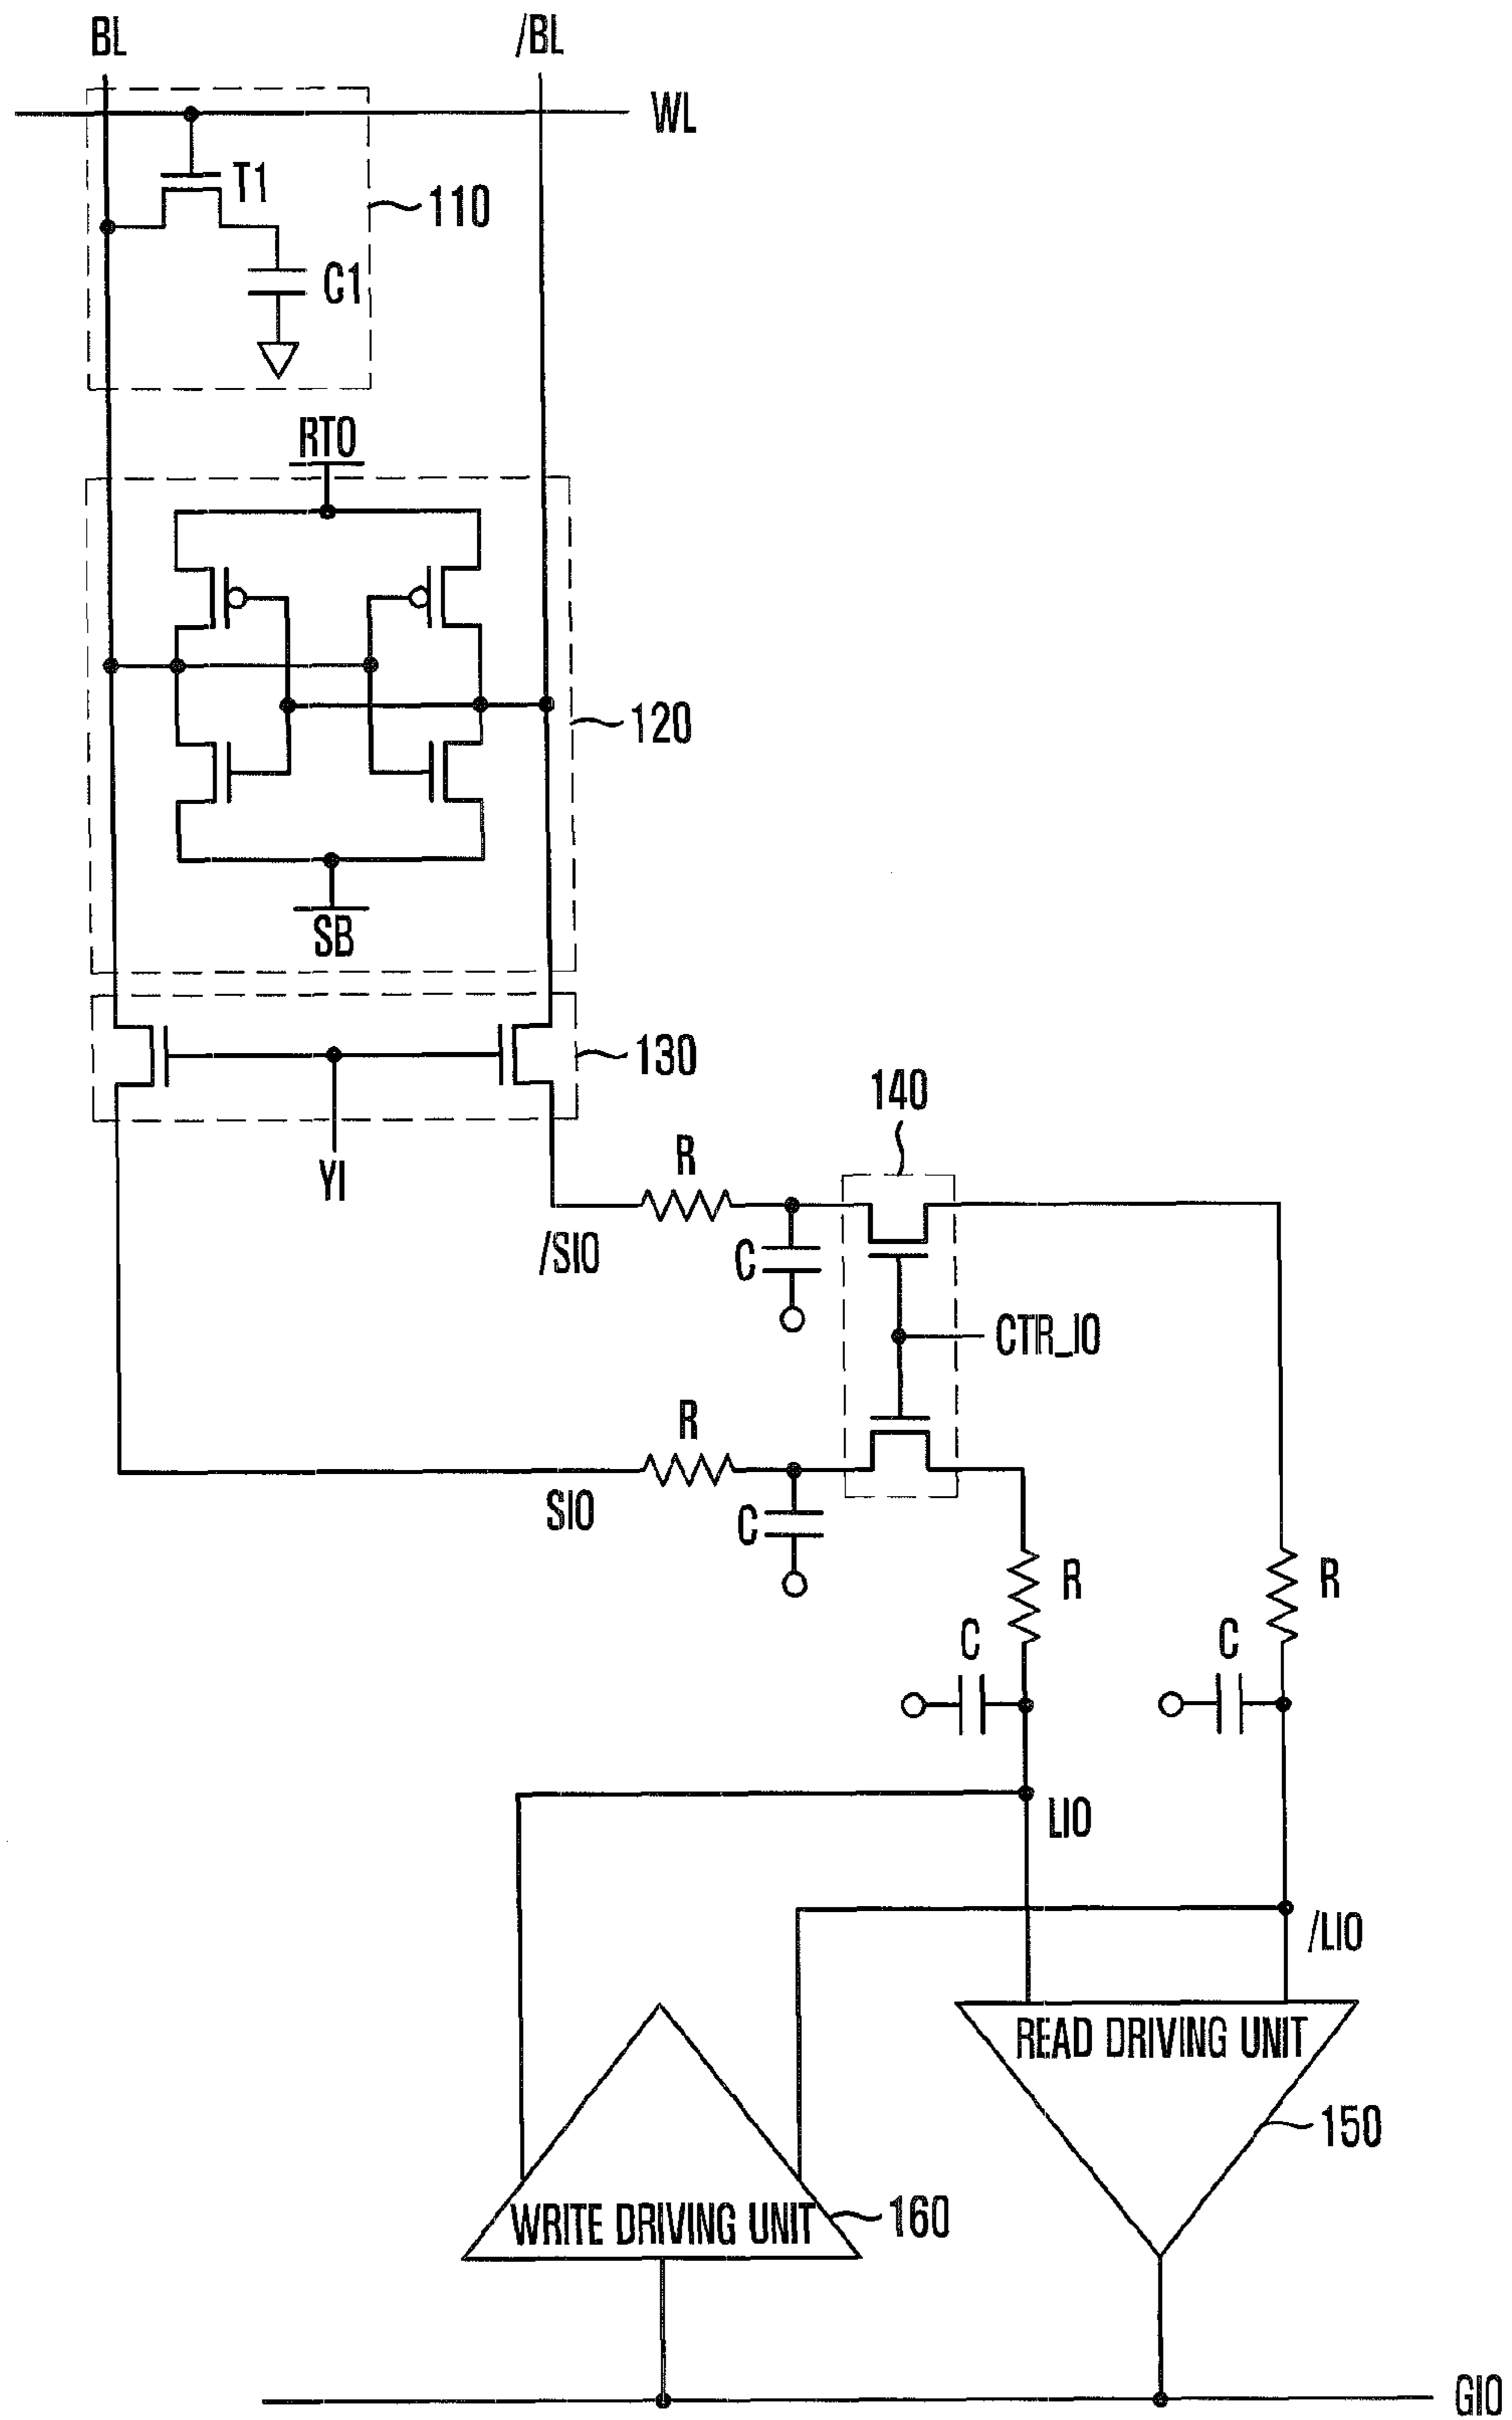 BL
/BL
WL
T1
110
C1
RTO
120
SB
130
YI
140
R
/SIO
C
CTR_IO
R
SIO
C
R
R
C
C
LIO
/LIO
READ DRIVING UNIT
150
WRITE DRIVING UNIT
160
GIO